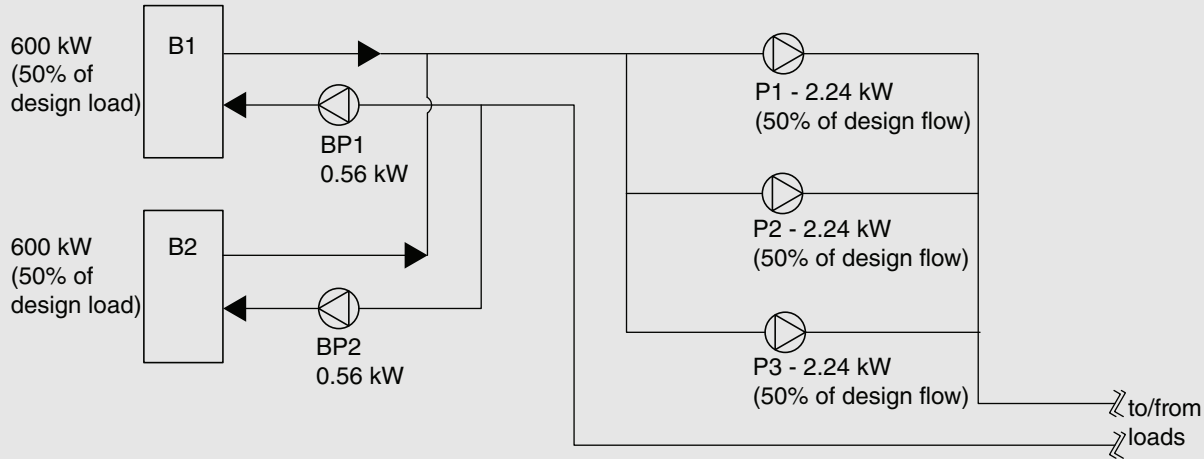 600 kW
(50% of
design load)
B1
BP1
0.56 kW
P1 - 2.24 kW
(50% of design flow)
600 kW
(50% of
design load)
B2
BP2
0.56 kW
P2 - 2.24 kW
(50% of design flow)
P3 - 2.24 kW
(50% of design flow)
to/from
loads